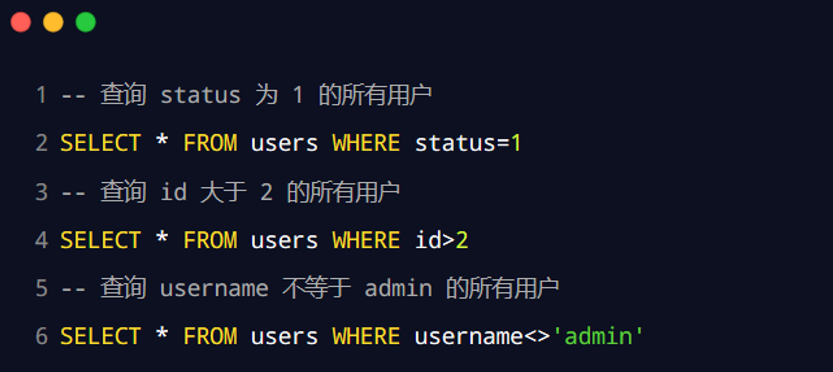 1 -- 查询 status 为 1 的所有用户
2 SELECT * FROM users WHERE status=1
3 -- 查询 id 大于 2 的所有用户
4 SELECT * FROM users WHERE id>2
5 -- 查询 username 不等于 admin 的所有用户
6 SELECT * FROM users WHERE username<>'admin'